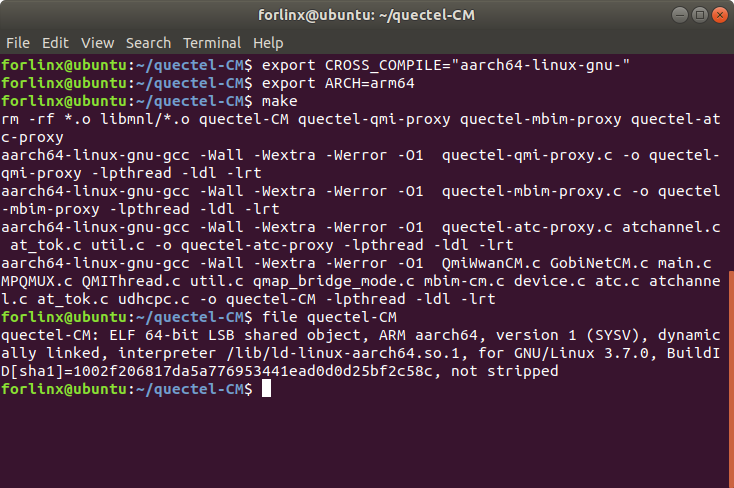 forlinx@ubuntu: ~/quectel-CM
File Edit View Search Terminal Help
forlinx@ubuntu:~/quectel-CM$ export CROSS_COMPILE="aarch64-linux-gnu-"
forlinx@ubuntu:~/quectel-CM$ export ARCH=arm64
forlinx@ubuntu:~/quectel-CM$ make
rm -rf *.o libmnl/*.o quectel-CM quectel-qmi-proxy quectel-mbim-proxy quectel-at
c-proxy
aarch64-linux-gnu-gcc -Wall -Wextra -Werror -O1  quectel-qmi-proxy.c -o quectel-
qmi-proxy -lpthread -ldl -lrt
aarch64-linux-gnu-gcc -Wall -Wextra -Werror -O1  quectel-mbim-proxy.c -o quectel
-mbim-proxy -lpthread -ldl -lrt
aarch64-linux-gnu-gcc -Wall -Wextra -Werror -O1  quectel-atc-proxy.c atchannel.c
 at_tok.c util.c -o quectel-atc-proxy -lpthread -ldl -lrt
aarch64-linux-gnu-gcc -Wall -Wextra -Werror -O1  QmiWwanCM.c GobiNetCM.c main.c
MPQMUX.c QMIThread.c util.c qmap_bridge_mode.c mbim-cm.c device.c atc.c atchanne
l.c at_tok.c udhcpc.c -o quectel-CM -lpthread -ldl -lrt
forlinx@ubuntu:~/quectel-CM$ file quectel-CM
quectel-CM: ELF 64-bit LSB shared object, ARM aarch64, version 1 (SYSV), dynamic
ally linked, interpreter /lib/ld-linux-aarch64.so.1, for GNU/Linux 3.7.0, BuildI
D[sha1]=1002f206817da5a776953441ead0d0d25bf2c58c, not stripped
forlinx@ubuntu:~/quectel-CM$